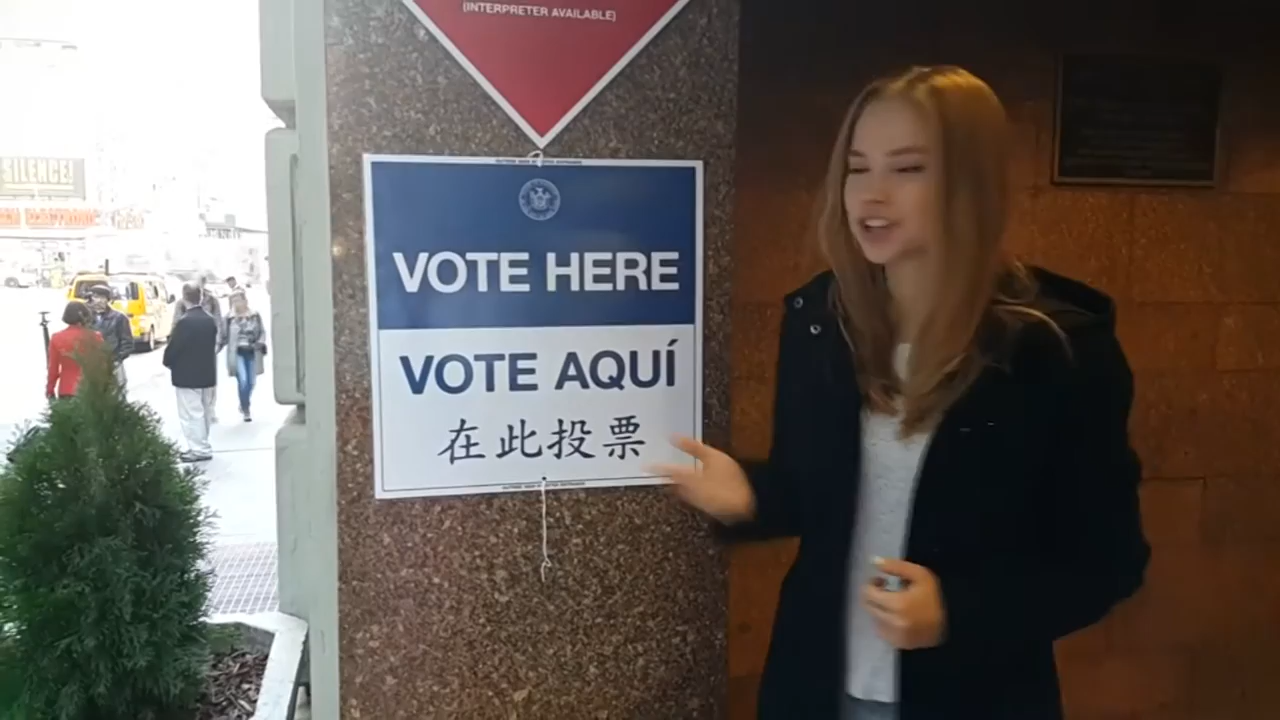 (INTERPRETER AVAILABLE)
VOTE HERE
VOTE AQUÍ
在此投票
SILENCE!